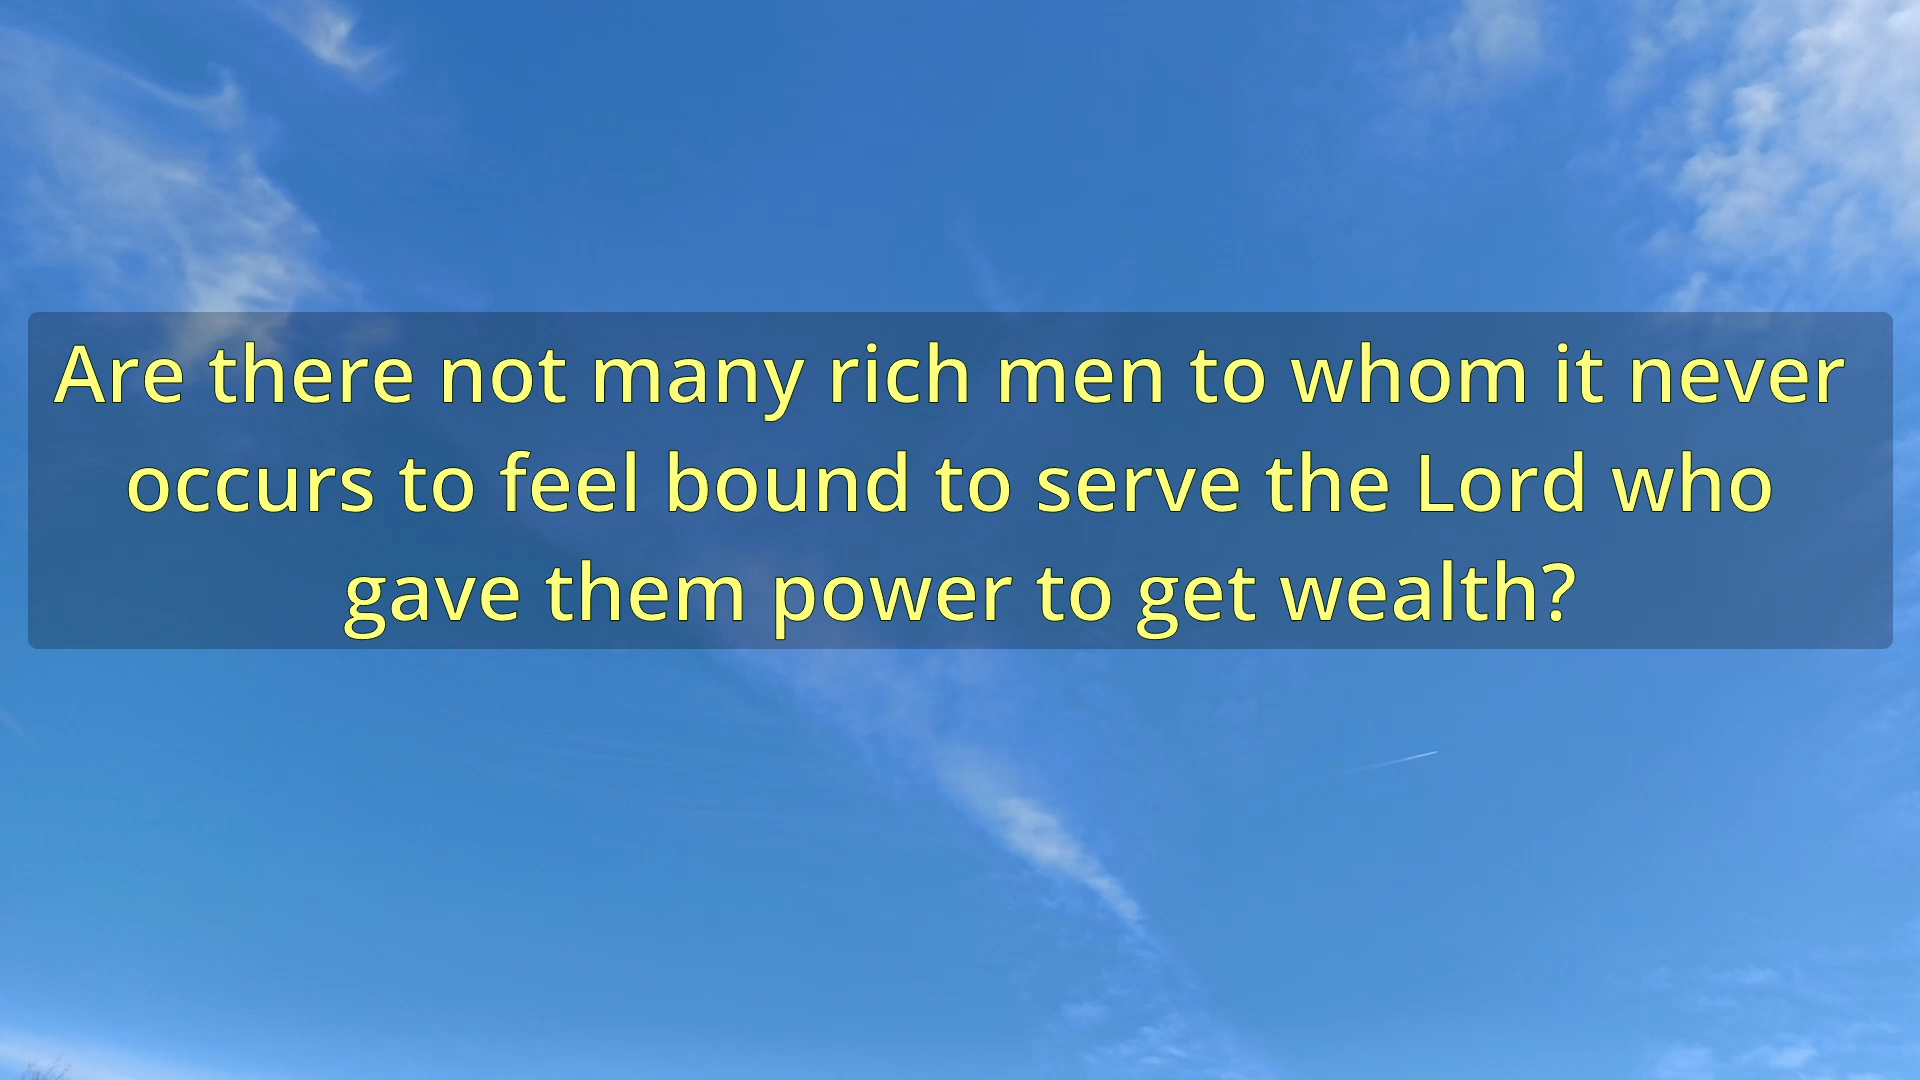 Are there not many rich men to whom it never
occurs to feel bound to serve the Lord who
gave them power to get wealth?